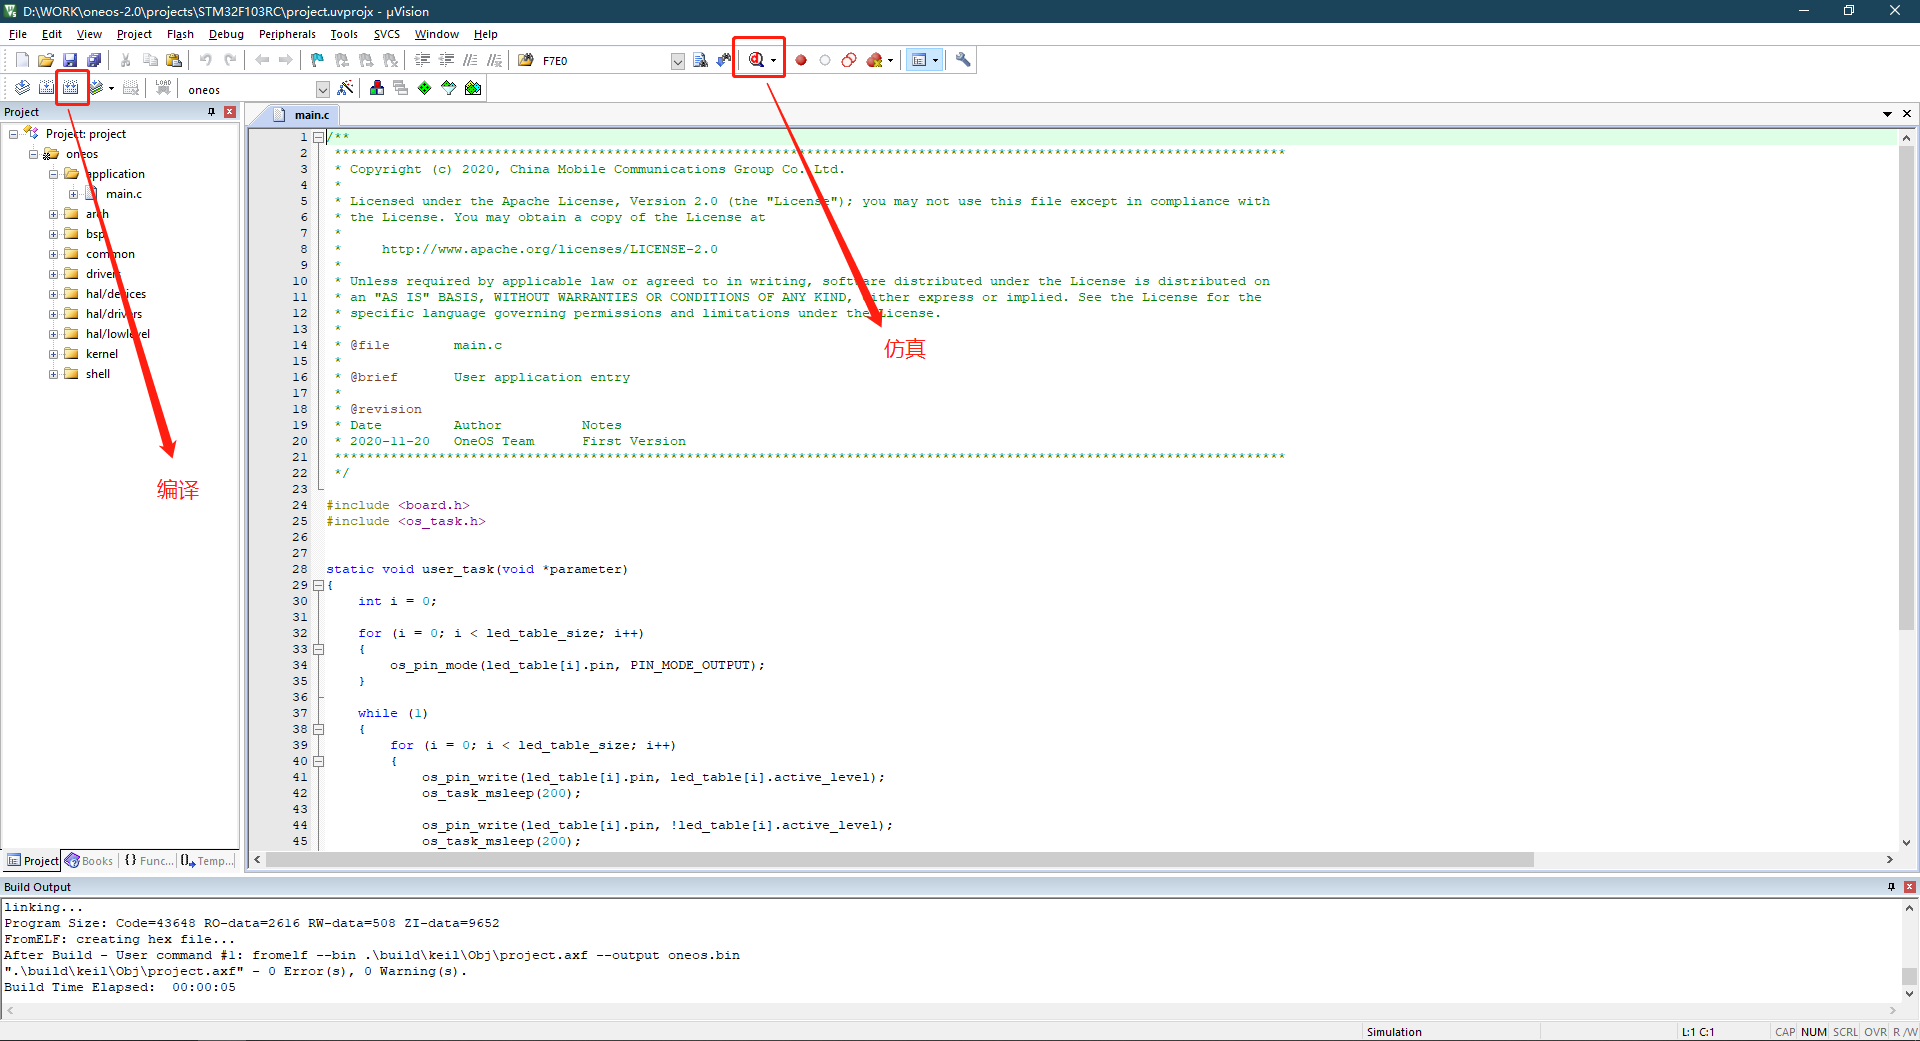 D:\WORK\oneos-2.0\projects\STM32F103RC\project.uvprojx - µVision
File Edit View Project Flash Debug Peripherals Tools SVCS Window Help
F7E0
LOAD
oneos
Project
Project: project
oneos
application
main.c
arch
bsp
common
drivers
hal/devices
hal/drivers
hal/lowlevel
kernel
shell
编译
仿真
Project Books {} Func... Temp...
main.c
1 /**
2 ***********************************************************************************************************************
3 * Copyright (c) 2020, China Mobile Communications Group Co.,Ltd.
4 *
5 * Licensed under the Apache License, Version 2.0 (the "License"); you may not use this file except in compliance with
6 * the License. You may obtain a copy of the License at
7 *
8 *     http://www.apache.org/licenses/LICENSE-2.0
9 *
10 * Unless required by applicable law or agreed to in writing, software distributed under the License is distributed on
11 * an "AS IS" BASIS, WITHOUT WARRANTIES OR CONDITIONS OF ANY KIND, either express or implied. See the License for the
12 * specific language governing permissions and limitations under the License.
13 *
14 * @file        main.c
15 *
16 * @brief       User application entry
17 *
18 * @revision
19 * Date         Author          Notes
20 * 2020-11-20   OneOS Team      First Version
21 ***********************************************************************************************************************
22 */
23
24 #include <board.h>
25 #include <os_task.h>
26
27
28 static void user_task(void *parameter)
29 {
30     int i = 0;
31
32     for (i = 0; i < led_table_size; i++)
33     {
34         os_pin_mode(led_table[i].pin, PIN_MODE_OUTPUT);
35     }
36
37     while (1)
38     {
39         for (i = 0; i < led_table_size; i++)
40         {
41             os_pin_write(led_table[i].pin, led_table[i].active_level);
42             os_task_msleep(200);
43
44             os_pin_write(led_table[i].pin, !led_table[i].active_level);
45             os_task_msleep(200);
Build Output
linking...
Program Size: Code=43648 RO-data=2616 RW-data=508 ZI-data=9652
FromELF: creating hex file...
After Build - User command #1: fromelf --bin .\build\keil\Obj\project.axf --output oneos.bin
".\build\keil\Obj\project.axf" - 0 Error(s), 0 Warning(s).
Build Time Elapsed:  00:00:05
Simulation L:1 C:1 CAP NUM SCRL OVR R/W